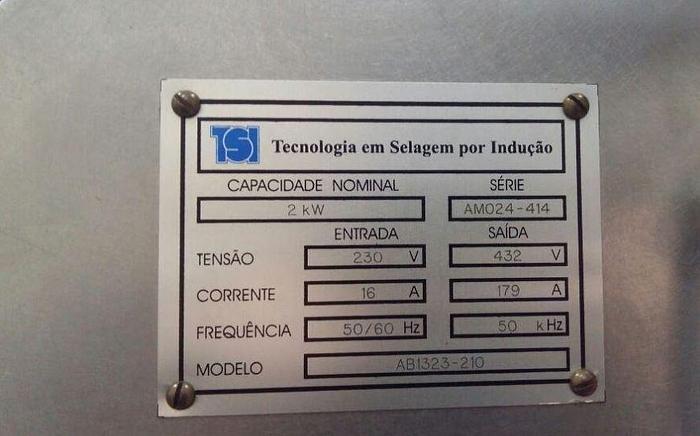 TSI Tecnologia em Selagem por Indução
CAPACIDADE NOMINAL SÉRIE
2 kW AM024-414
ENTRADA SAÍDA
TENSÃO 230 V 432 V
CORRENTE 16 A 179 A
FREQUÊNCIA 50/60 Hz 50 kHz
MODELO AB1323-210